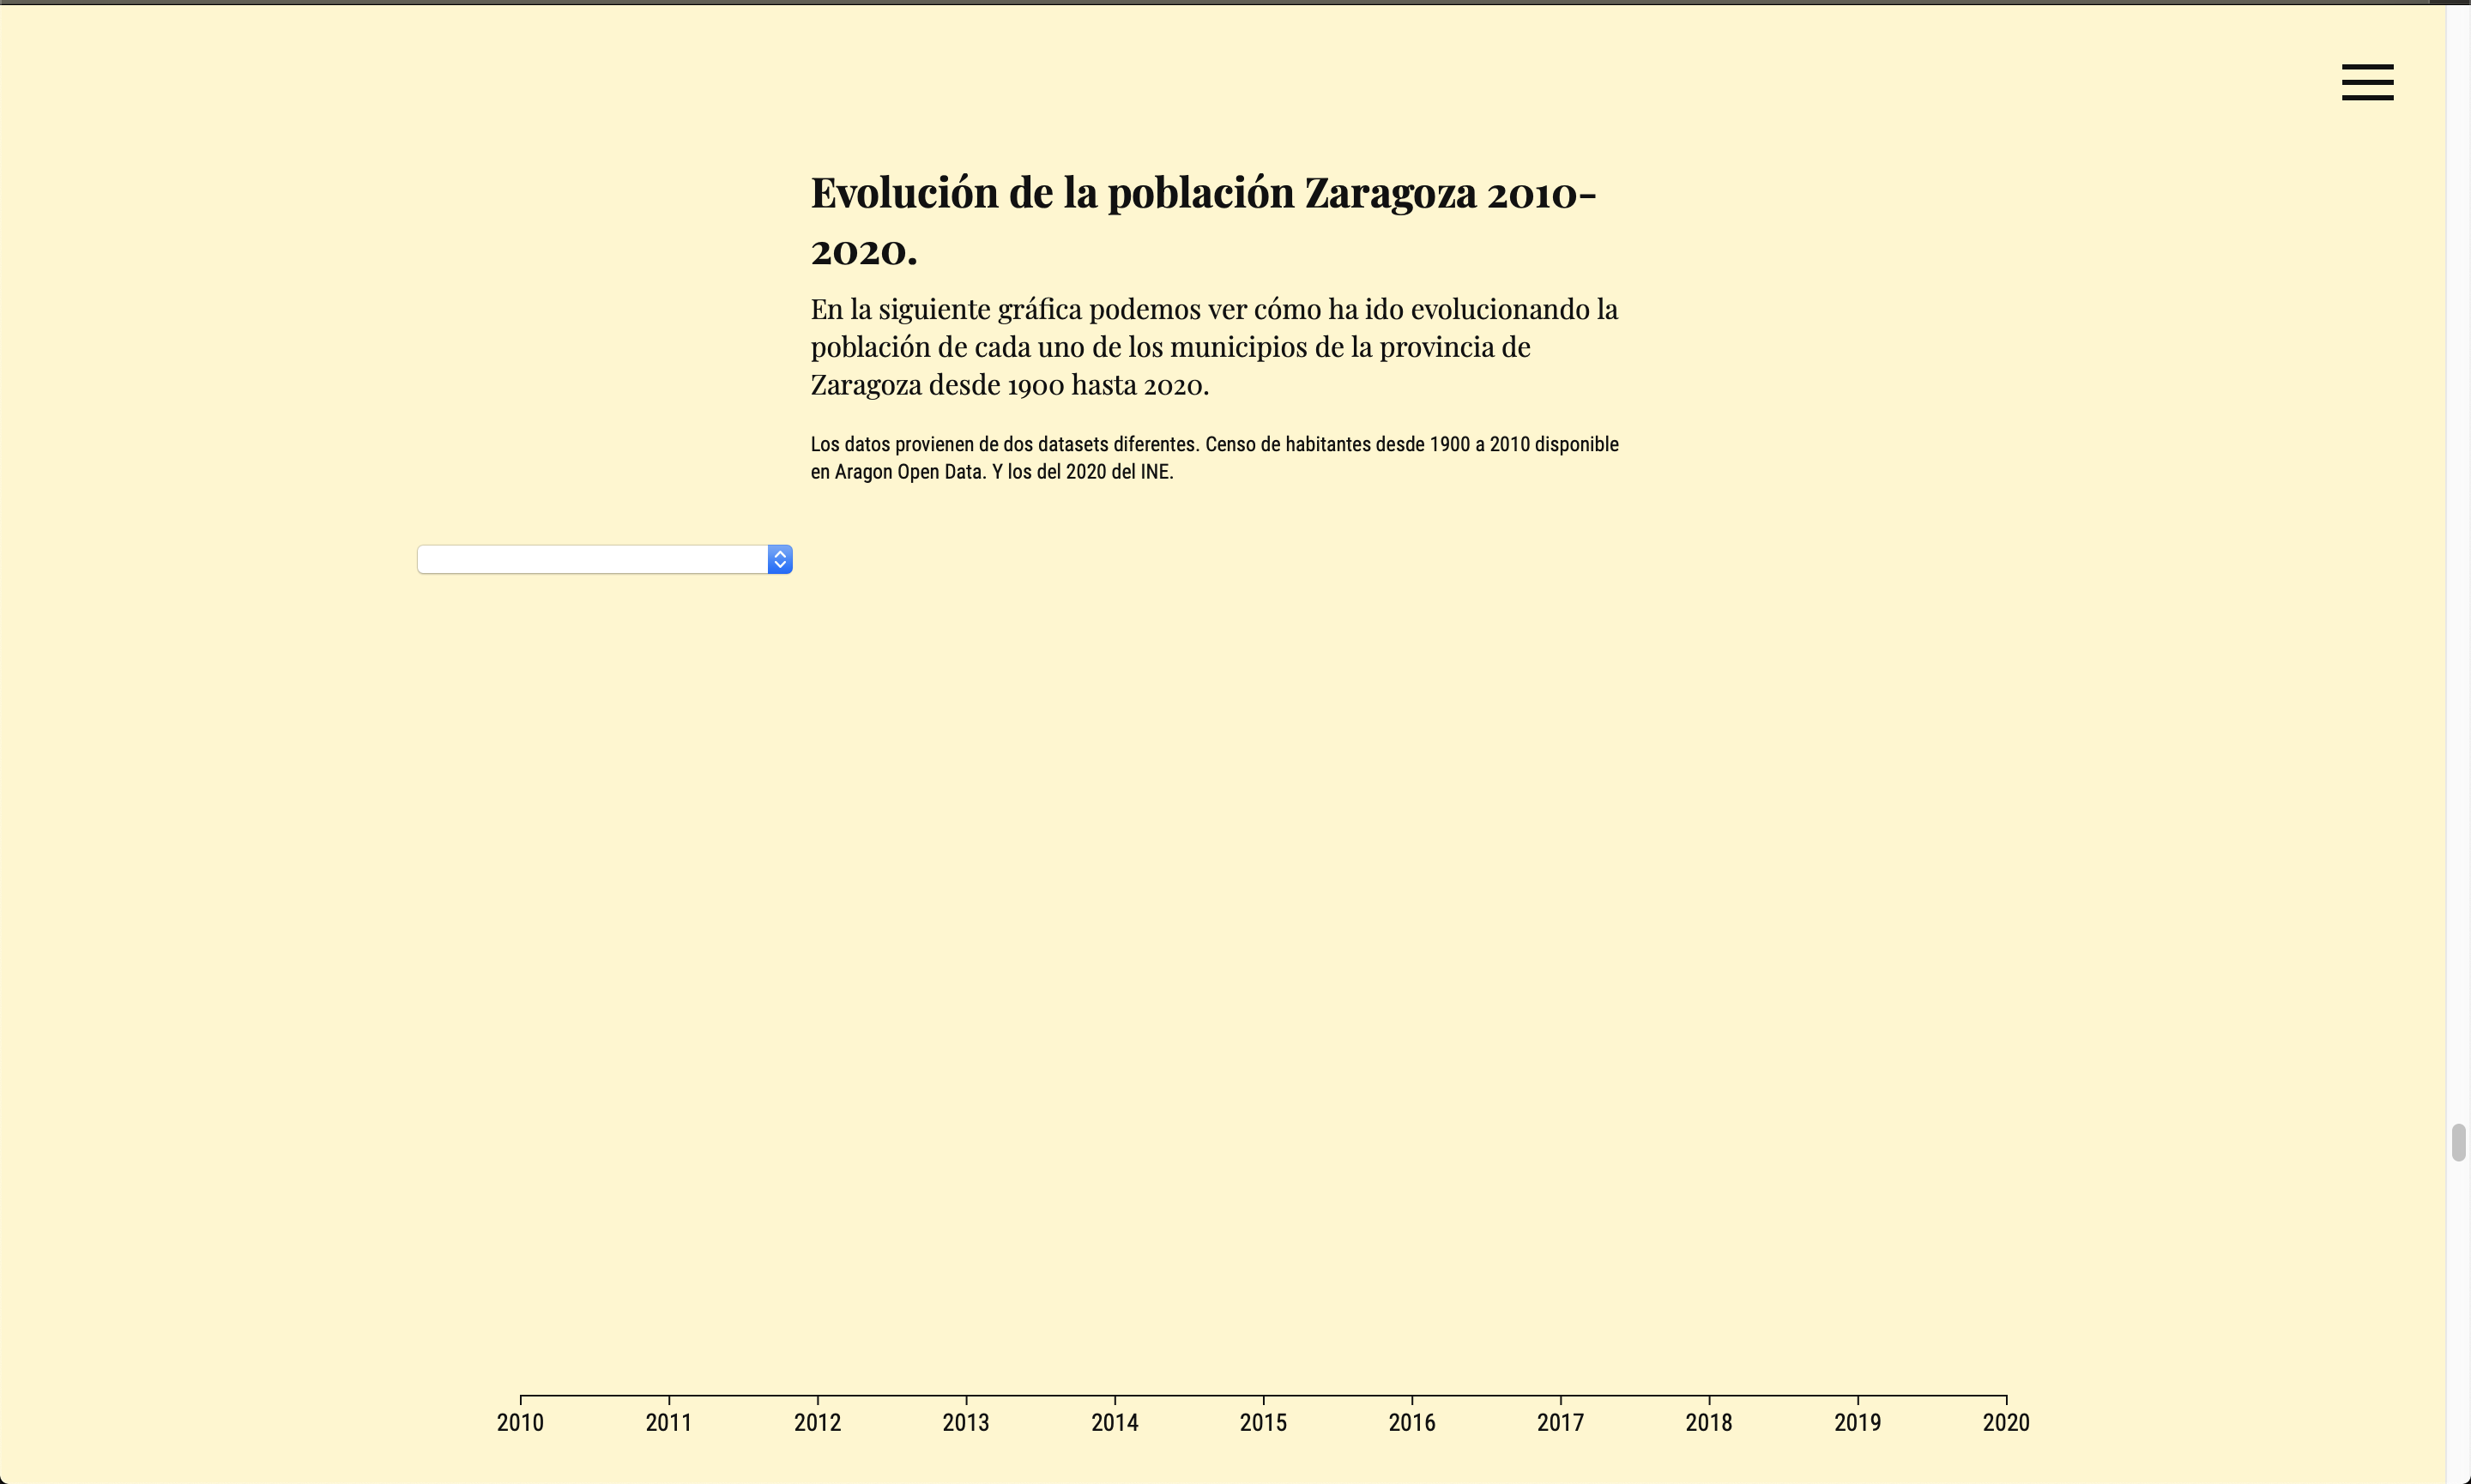 Evolución de la población Zaragoza 2010-
2020.
En la siguiente gráfica podemos ver cómo ha ido evolucionando la
población de cada uno de los municipios de la provincia de
Zaragoza desde 1900 hasta 2020.
Los datos provienen de dos datasets diferentes. Censo de habitantes desde 1900 a 2010 disponible
en Aragon Open Data. Y los del 2020 del INE.
2010 2011 2012 2013 2014 2015 2016 2017 2018 2019 2020